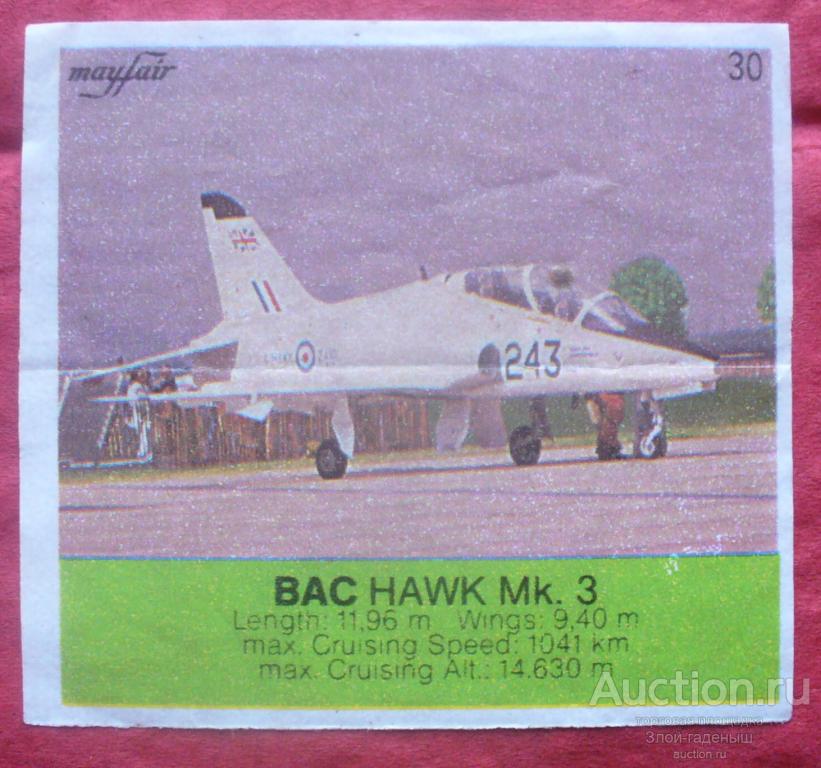 mayfair
30
243
BAC HAWK Mk. 3
Length: 11,96 m Wings: 9,40 m
max. Cruising Speed: 1041 km
max. Cruising Alt.: 14.630 m
Auction.ru
торговая площадка
Злой-гаденыш
auction.ru